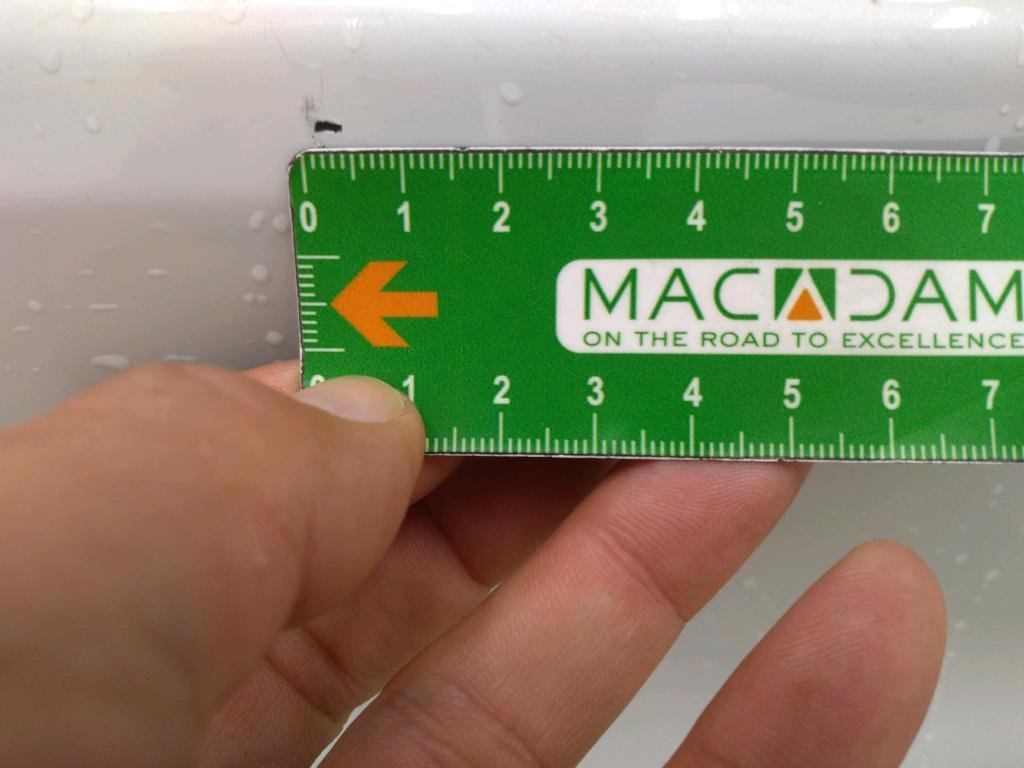 0 1 2 3 4 5 6 7
MACADAM
ON THE ROAD TO EXCELLENCE
1 2 3 4 5 6 7